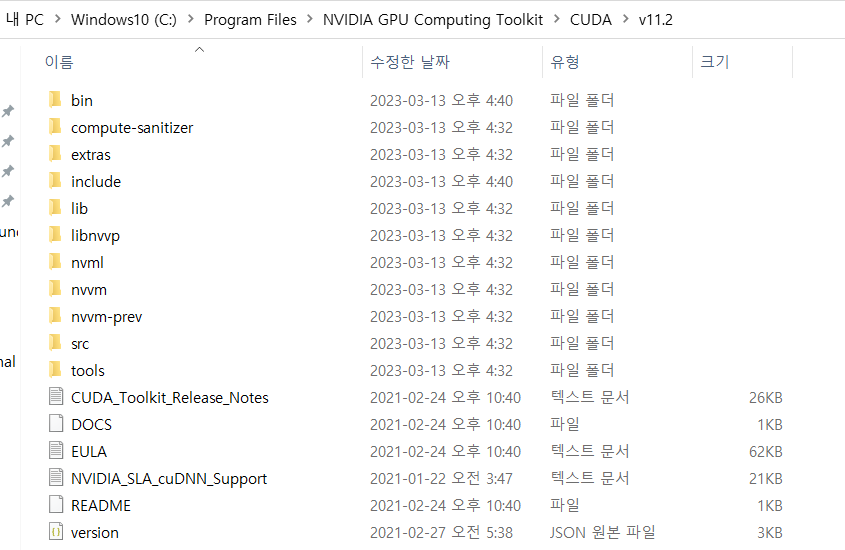 내 PC > Windows10 (C:) > Program Files > NVIDIA GPU Computing Toolkit > CUDA > v11.2
이름 수정한 날짜 유형 크기
bin 2023-03-13 오후 4:40 파일 폴더
compute-sanitizer 2023-03-13 오후 4:32 파일 폴더
extras 2023-03-13 오후 4:32 파일 폴더
include 2023-03-13 오후 4:40 파일 폴더
lib 2023-03-13 오후 4:32 파일 폴더
libnvvp 2023-03-13 오후 4:32 파일 폴더
nvml 2023-03-13 오후 4:32 파일 폴더
nvvm 2023-03-13 오후 4:32 파일 폴더
nvvm-prev 2023-03-13 오후 4:32 파일 폴더
src 2023-03-13 오후 4:32 파일 폴더
tools 2023-03-13 오후 4:32 파일 폴더
CUDA_Toolkit_Release_Notes 2021-02-24 오후 10:40 텍스트 문서 26KB
DOCS 2021-02-24 오후 10:40 파일 1KB
EULA 2021-02-24 오후 10:40 텍스트 문서 62KB
NVIDIA_SLA_cuDNN_Support 2021-01-22 오전 3:47 텍스트 문서 21KB
README 2021-02-24 오후 10:40 파일 1KB
version 2021-02-27 오전 5:38 JSON 원본 파일 3KB